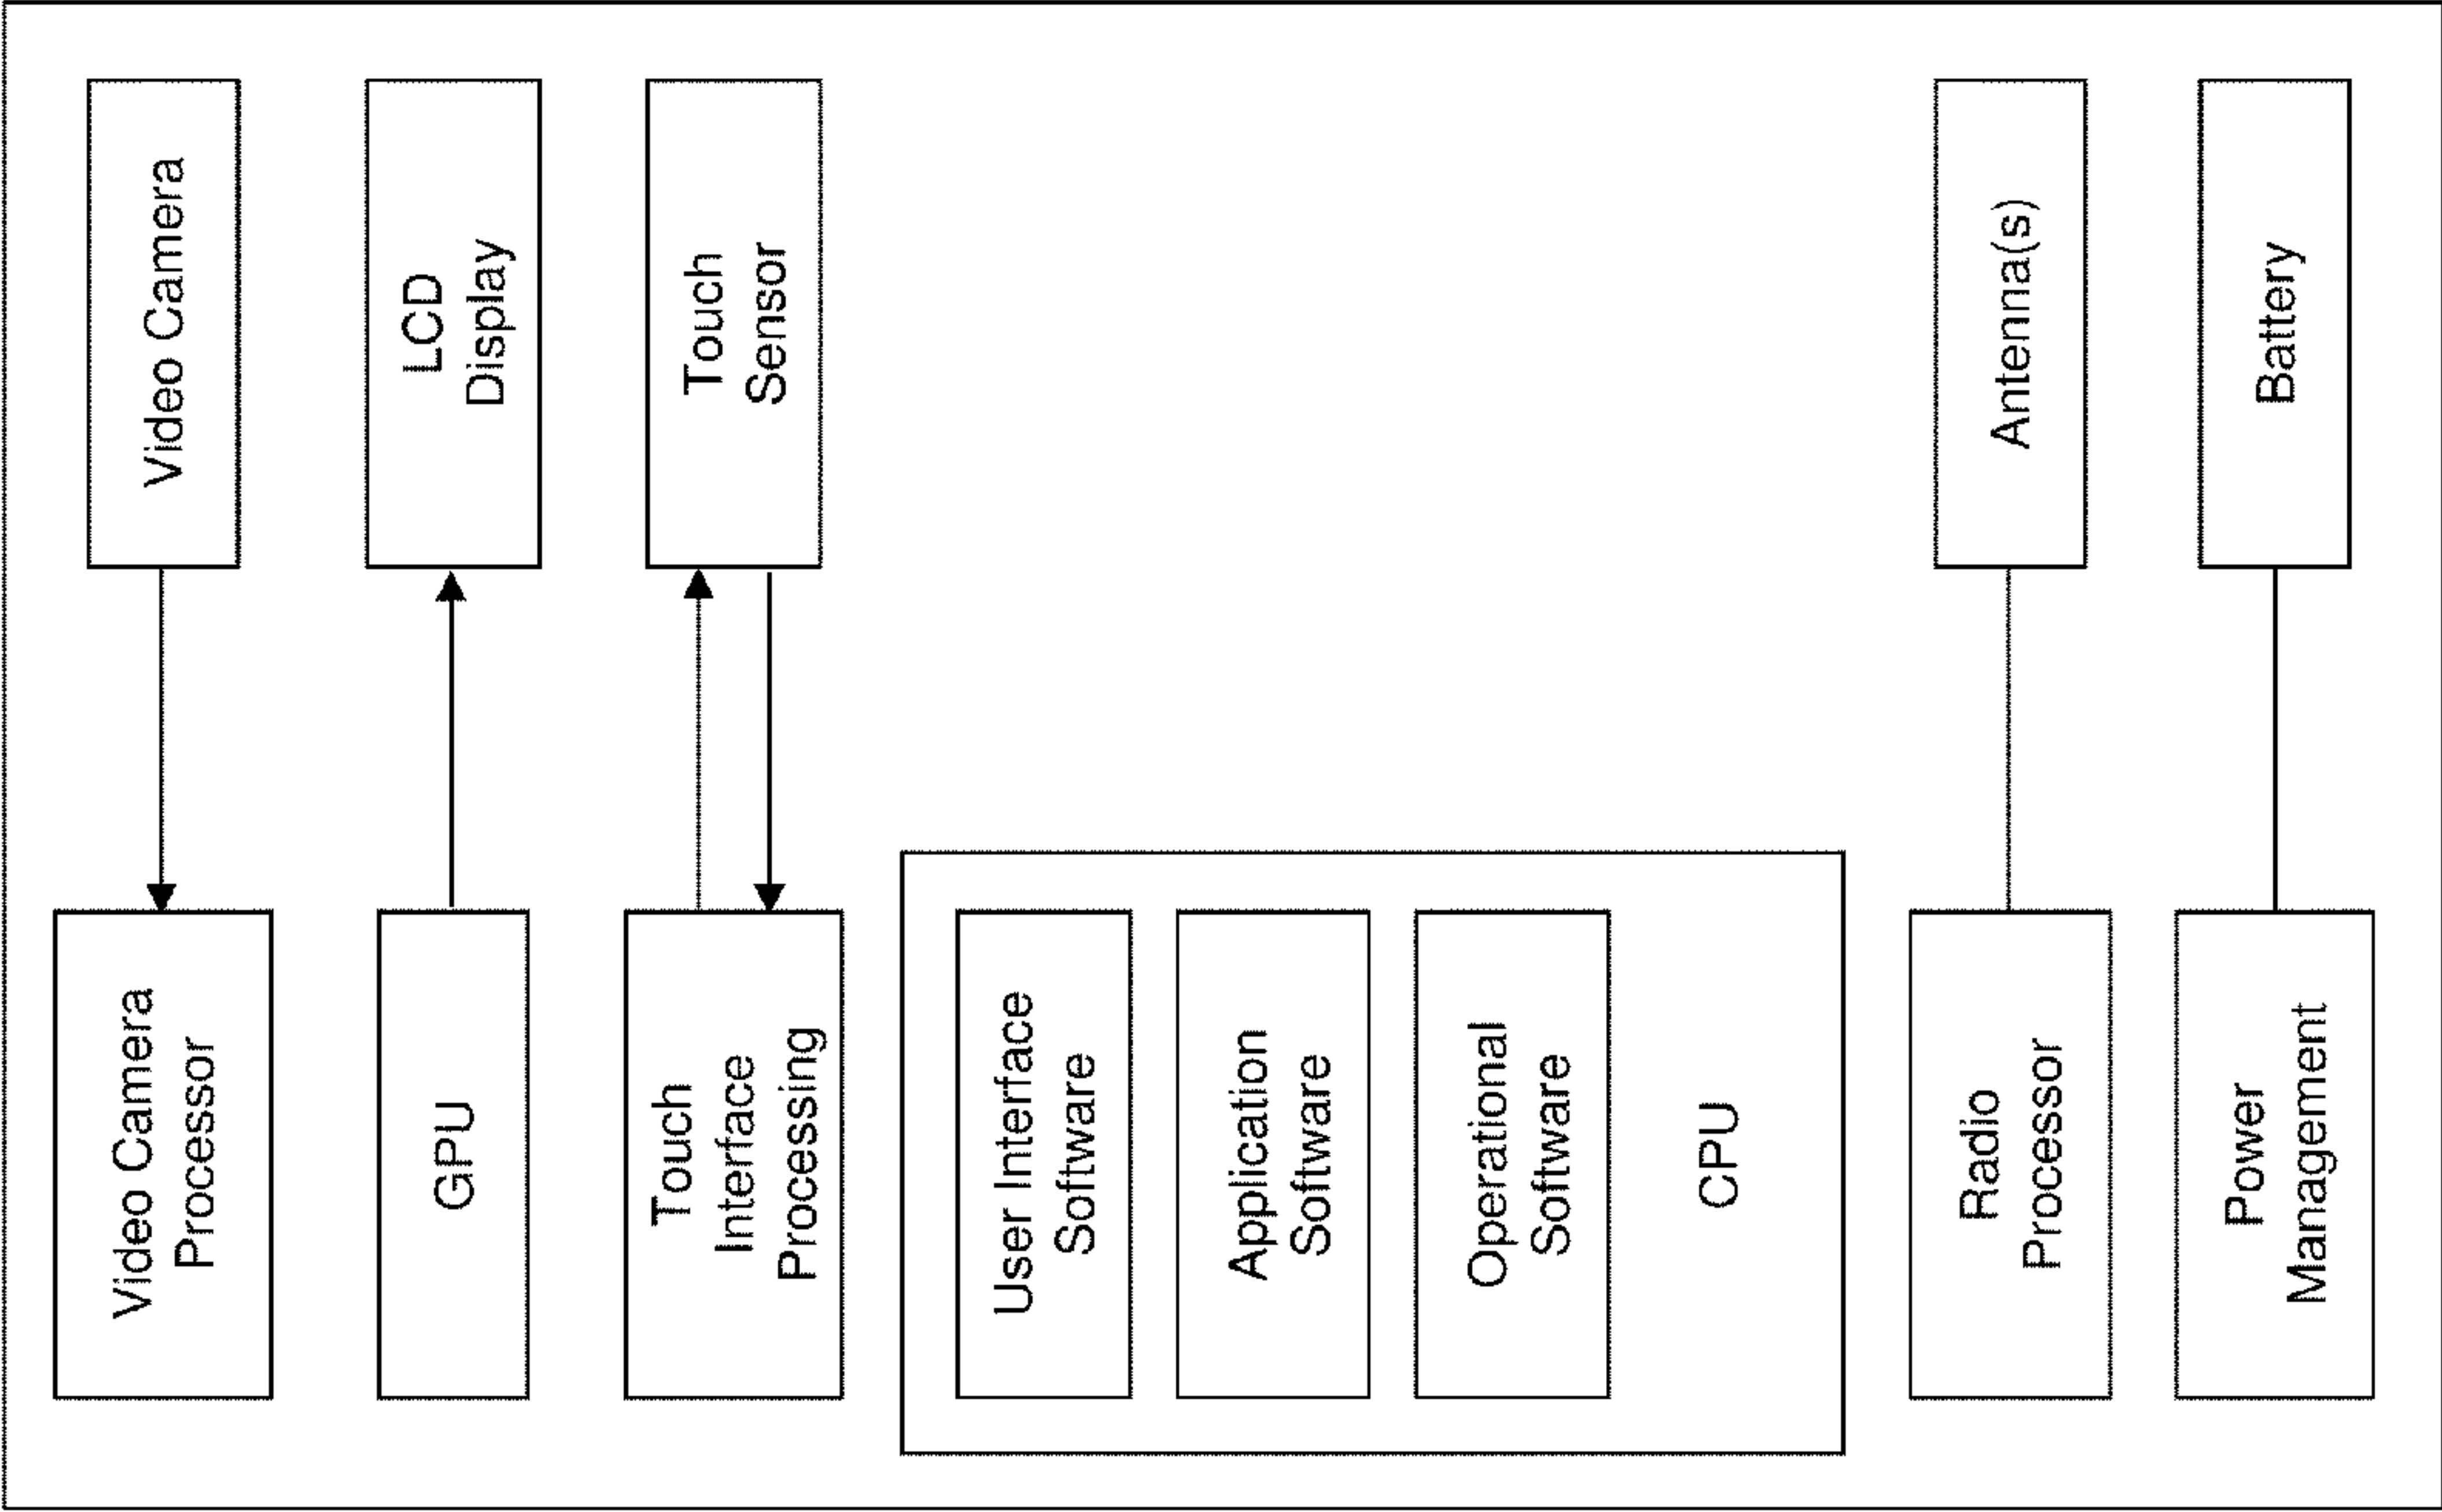 Video Camera
Processor
Video Camera
GPU
LCD
Display
Touch
Interface
Processing
Touch
Sensor
User Interface
Software
Application
Software
Operational
Software
CPU
Radio
Processor
Antenna(s)
Power
Management
Battery